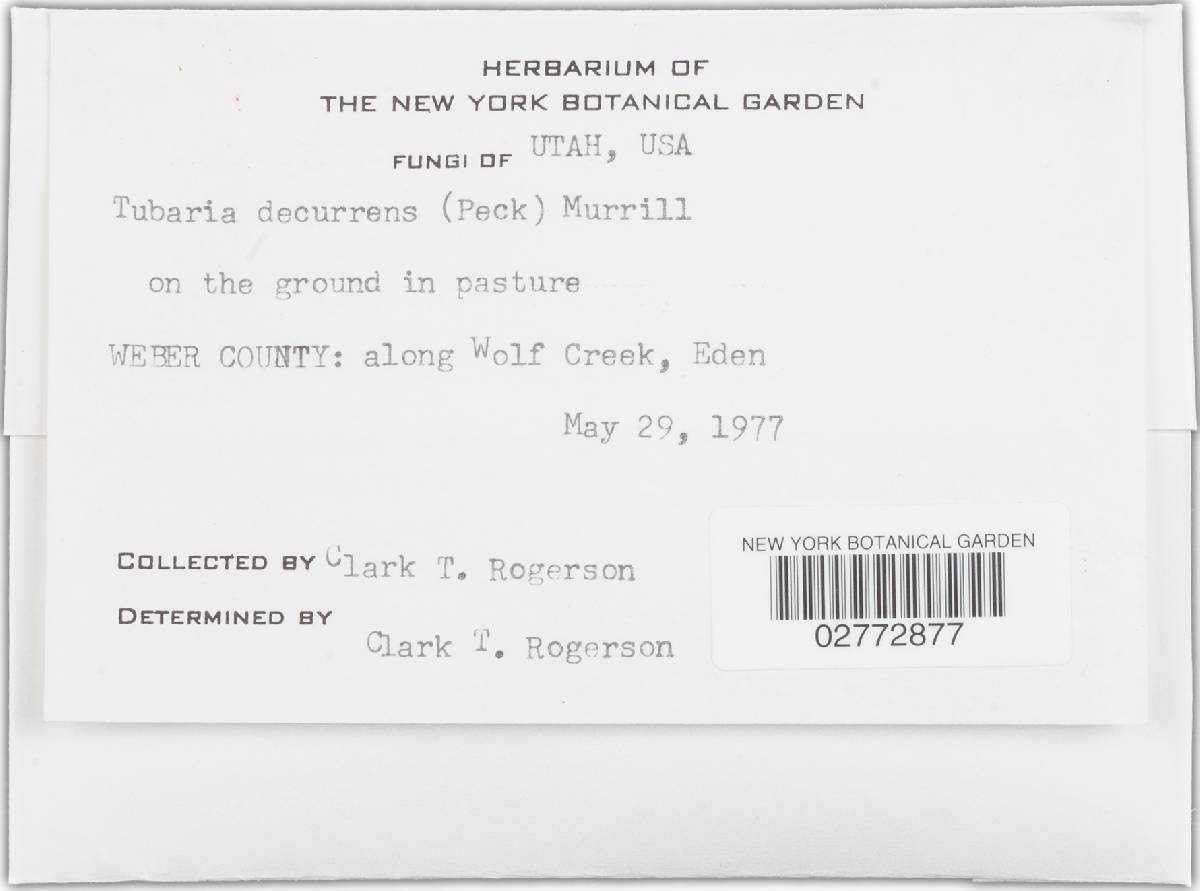 HERBARIUM OF
THE NEW YORK BOTANICAL GARDEN
FUNGI OF UTAH, USA
Tubaria decurrens (Peck) Murrill
on the ground in pasture
WEBER COUNTY: along Wolf Creek, Eden
May 29, 1977
COLLECTED BY Clark T. Rogerson
DETERMINED BY
Clark T. Rogerson
NEW YORK BOTANICAL GARDEN
02772877